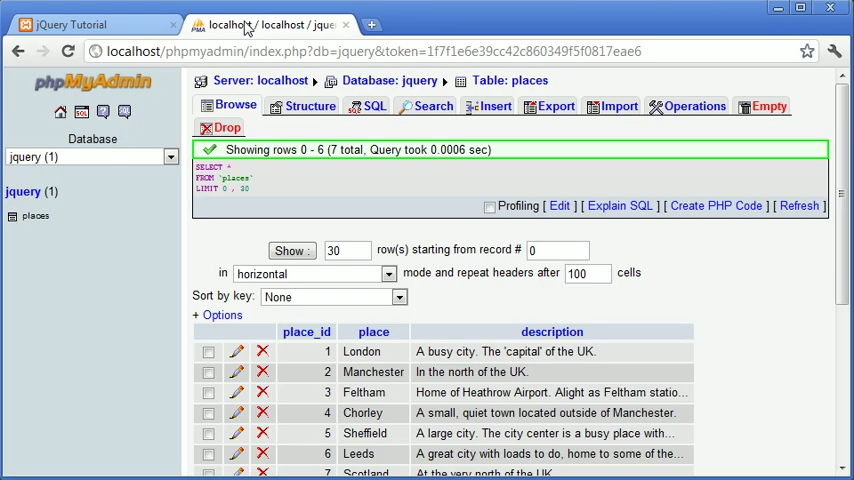 jQuery Tutorial
localhost / localhost / jque
localhost/phpmyadmin/index.php?db=jquery&token=1f7f1e6e39cc42c860349f5f0817eae6
phpMyAdmin
Database
jquery (1)
jquery (1)
places
Server: localhost Database: jquery Table: places
Browse Structure SQL Search Insert Export Import Operations Empty
Drop
Showing rows 0 - 6 (7 total, Query took 0.0006 sec)
SELECT *
FROM `places`
LIMIT 0 , 30
Profiling [ Edit ] [ Explain SQL ] [ Create PHP Code ] [ Refresh ]
Show : 30 row(s) starting from record # 0
in horizontal mode and repeat headers after 100 cells
Sort by key: None
+ Options
place_id place description
1 London A busy city. The 'capital' of the UK.
2 Manchester In the north of the UK.
3 Feltham Home of Heathrow Airport. Alight as Feltham statio...
4 Chorley A small, quiet town located outside of Manchester.
5 Sheffield A large city. The city center is a busy place with...
6 Leeds A great city with loads to do, home to some of the...
7 Scotland At the very north of the UK